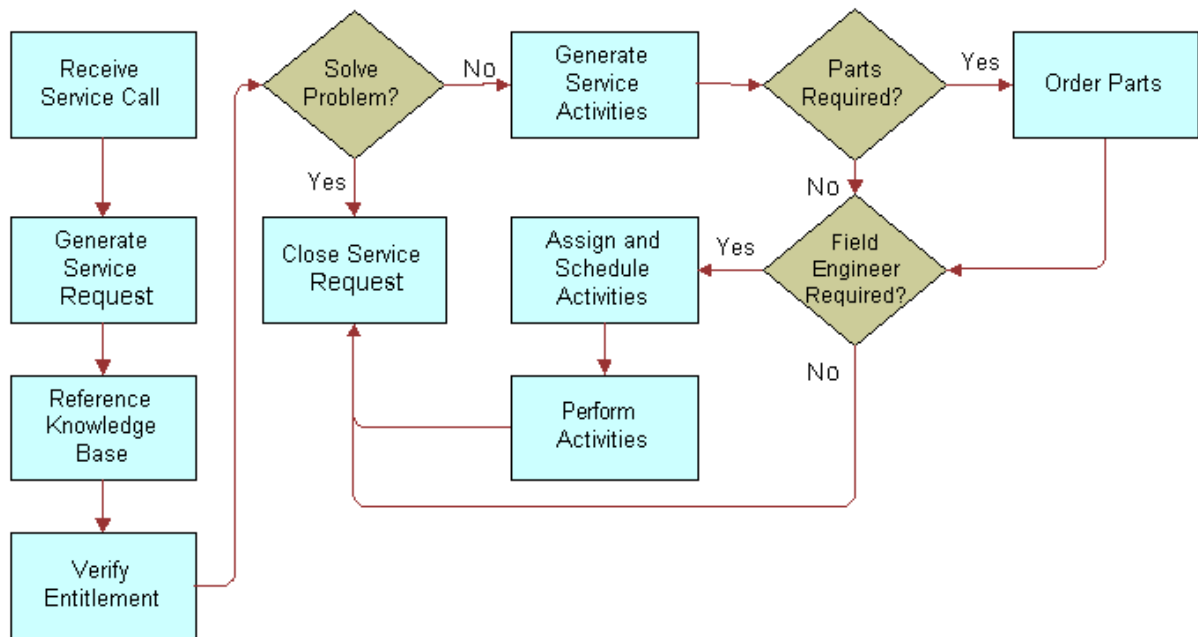 Receive
Service Call
Generate
Service
Request
Reference
Knowledge
Base
Verify
Entitlement
Solve
Problem?
No
Yes
Close Service
Request
Generate
Service
Activities
Parts
Required?
Yes
No
Order Parts
Field
Engineer
Required?
Yes
No
Assign and
Schedule
Activities
Perform
Activities